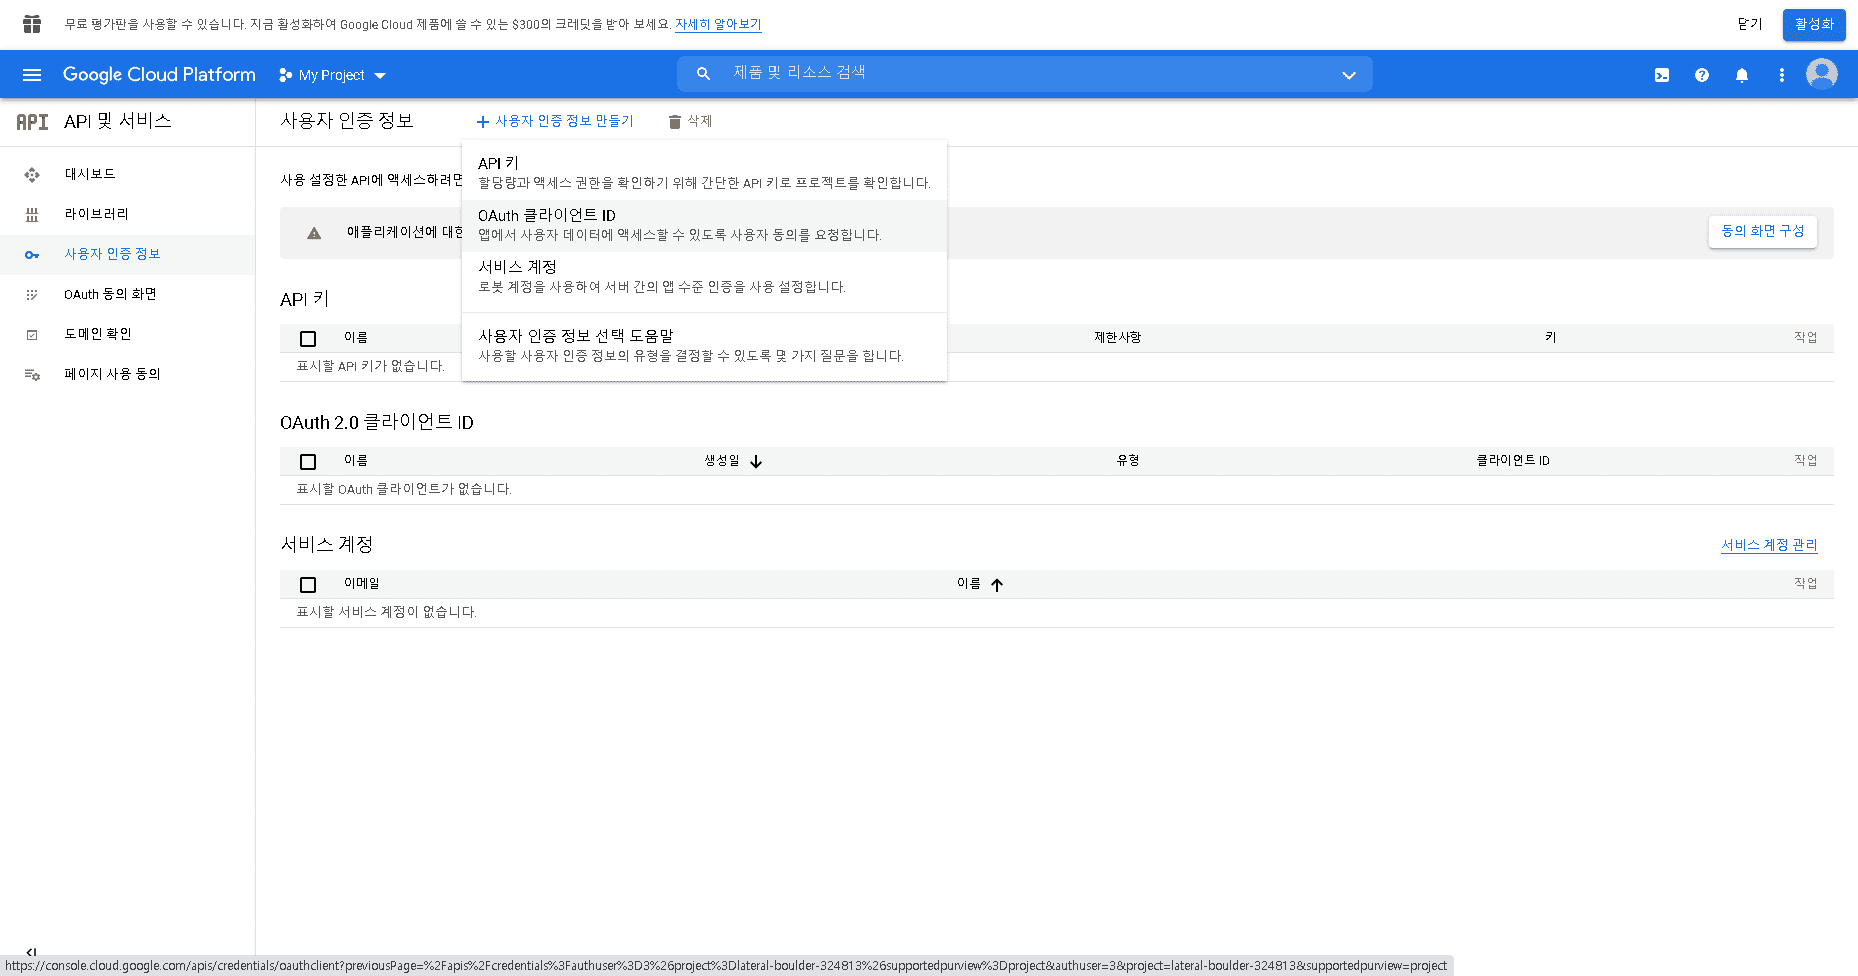 무료 평가판을 사용할 수 있습니다. 지금 활성화하여 Google Cloud 제품에 쓸 수 있는 $300의 크레딧을 받아 보세요. 자세히 알아보기
닫기
활성화
Google Cloud Platform
My Project
제품 및 리소스 검색
API
API 및 서비스
사용자 인증 정보
사용자 인증 정보 만들기
삭제
대시보드
라이브러리
사용자 인증 정보
OAuth 동의 화면
도메인 확인
페이지 사용 동의
사용 설정한 API에 액세스하려면
애플리케이션에 대한
동의 화면 구성
API 키
할당량과 액세스 권한을 확인하기 위해 간단한 API 키로 프로젝트를 확인합니다.
OAuth 클라이언트 ID
앱에서 사용자 데이터에 액세스할 수 있도록 사용자 동의를 요청합니다.
서비스 계정
로봇 계정을 사용하여 서버 간의 앱 수준 인증을 사용 설정합니다.
사용자 인증 정보 선택 도움말
사용할 사용자 인증 정보의 유형을 결정할 수 있도록 몇 가지 질문을 합니다.
API 키
이름
제한사항
키
작업
표시할 API 키가 없습니다.
OAuth 2.0 클라이언트 ID
이름
생성일
유형
클라이언트 ID
작업
표시할 OAuth 클라이언트가 없습니다.
서비스 계정
서비스 계정 관리
이메일
이름
작업
표시할 서비스 계정이 없습니다.
https://console.cloud.google.com/apis/credentials/oauthclient?previousPage=%2Fapis%2Fcredentials%3Fauthuser%3D3%26project%3Dlateral-boulder-324813%26supportedpurview%3Dproject&authuser=3&project=lateral-boulder-324813&supportedpurview=project